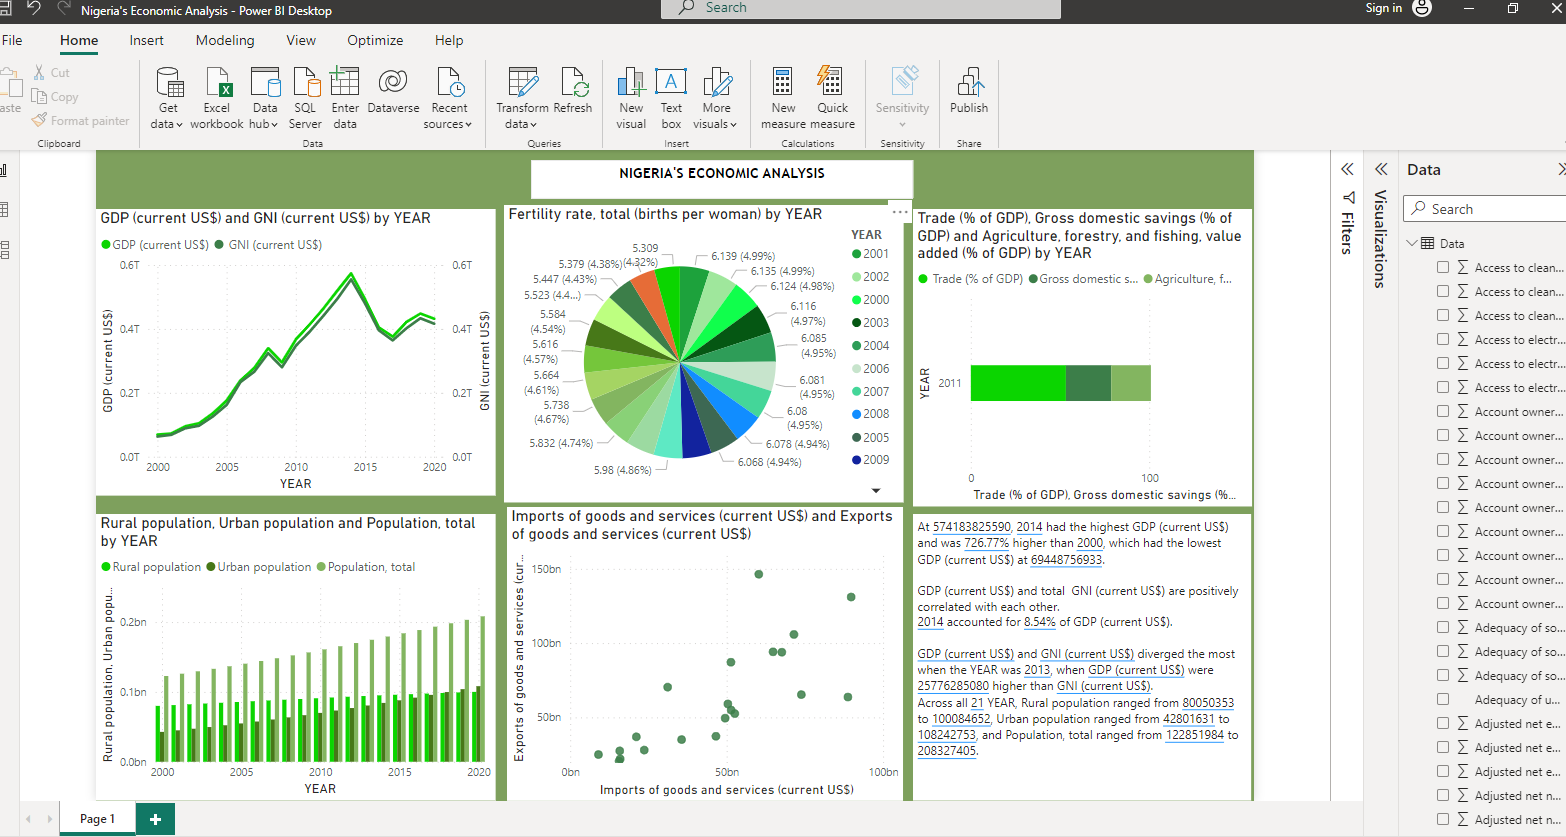 Nigeria's Economic Analysis - Power BI Desktop
Search
Sign in
File
Home
Insert
Modeling
View
Optimize
Help
Cut
Copy
Format painter
Clipboard
Get data
Excel workbook
Data hub
SQL Server
Enter data
Dataverse
Recent sources
Data
Transform data
Refresh
Queries
New visual
Text box
More visuals
Insert
New measure
Quick measure
Calculations
Sensitivity
Sensitivity
Publish
Share
NIGERIA'S ECONOMIC ANALYSIS
GDP (current US$) and GNI (current US$) by YEAR
GDP (current US$) GNI (current US$)
0.6T
0.4T
0.2T
0.0T
GDP (current US$)
0.6T
0.4T
0.2T
0.0T
GNI (current US$)
2000 2005 2010 2015 2020
YEAR
Fertility rate, total (births per woman) by YEAR
6.139 (4.99%)
6.135 (4.99%)
6.124 (4.98%)
6.116
(4.97%)
6.085
(4.95%)
6.081
(4.95%)
6.08
(4.95%)
6.078 (4.94%)
6.068 (4.94%)
5.98 (4.86%)
5.832 (4.74%)
5.738
(4.67%)
5.664
(4.61%)
5.616
(4.57%)
5.584
(4.54%)
5.523 (4.4...)
5.447 (4.43%)
5.379 (4.38%)
5.309
(4.32%)
YEAR
2001
2002
2000
2003
2004
2006
2007
2008
2005
2009
Trade (% of GDP), Gross domestic savings (% of
GDP) and Agriculture, forestry, and fishing, value
added (% of GDP) by YEAR
Trade (% of GDP) Gross domestic s... Agriculture, f...
YEAR
2011
0 100
Trade (% of GDP), Gross domestic savings (%...
Rural population, Urban population and Population, total
by YEAR
Rural population Urban population Population, total
Rural population, Urban popu...
0.2bn
0.1bn
0.0bn
2000 2005 2010 2015 2020
YEAR
Imports of goods and services (current US$) and Exports
of goods and services (current US$)
Exports of goods and services (cur...
150bn
100bn
50bn
0bn 50bn 100bn
Imports of goods and services (current US$)
At 574183825590, 2014 had the highest GDP (current US$)
and was 726.77% higher than 2000, which had the lowest
GDP (current US$) at 69448756933.
GDP (current US$) and total GNI (current US$) are positively
correlated with each other.
2014 accounted for 8.54% of GDP (current US$).
GDP (current US$) and GNI (current US$) diverged the most
when the YEAR was 2013, when GDP (current US$) were
25776285080 higher than GNI (current US$).
Across all 21 YEAR, Rural population ranged from 80050353
to 100084652, Urban population ranged from 42801631 to
108242753, and Population, total ranged from 122851984 to
208327405.
Filters
Visualizations
Data
Search
Data
Access to clean...
Access to clean...
Access to clean...
Access to electr...
Access to electr...
Access to electr...
Account owner...
Account owner...
Account owner...
Account owner...
Account owner...
Account owner...
Account owner...
Account owner...
Account owner...
Adequacy of so...
Adequacy of so...
Adequacy of so...
Adequacy of u...
Adjusted net e...
Adjusted net e...
Adjusted net e...
Adjusted net n...
Adjusted net n...
Page 1